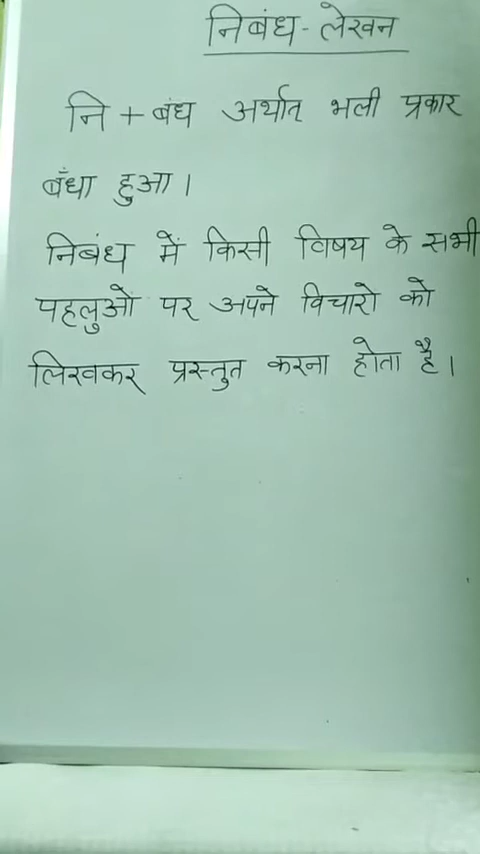 निबंध-लेखन
नि + बंध अर्थात् भली प्रकार
बँधा हुआ।
निबंध में किसी विषय के सभी
पहलुओं पर अपने विचारो को
लिखकर प्रस्तुत करना होता है।